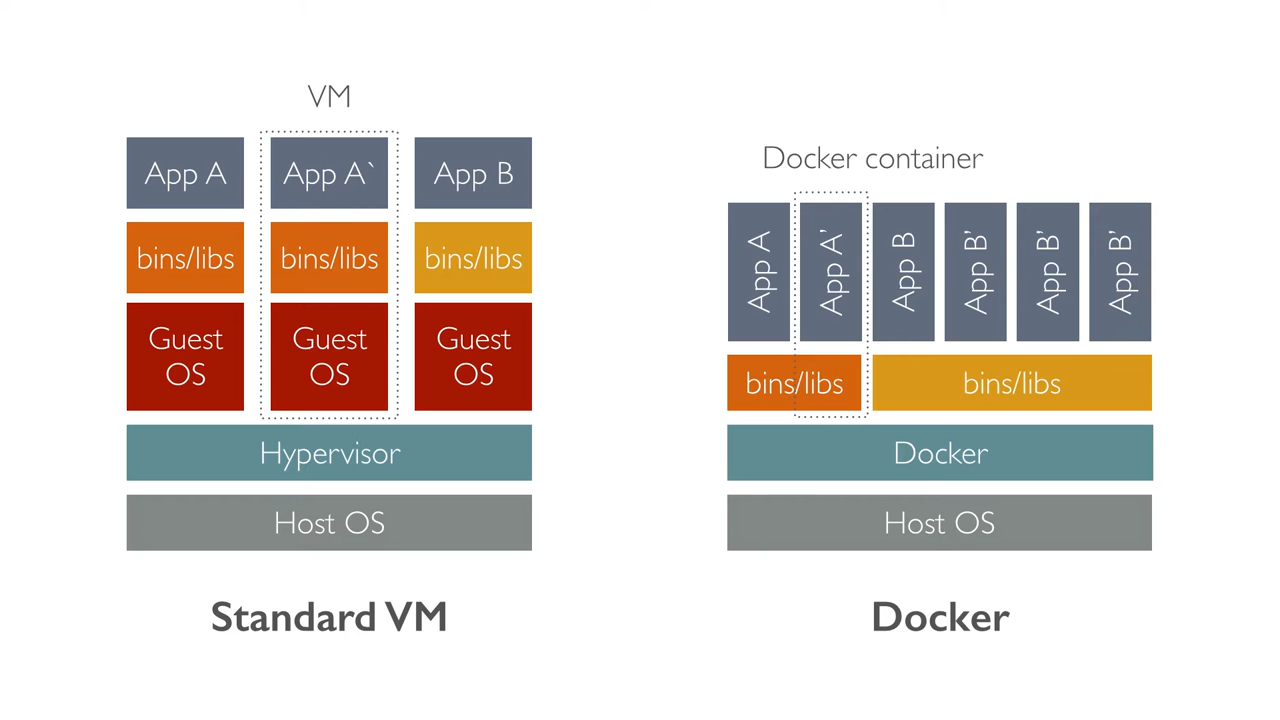 VM
App A
App A`
App B
bins/libs
bins/libs
bins/libs
Guest
OS
Guest
OS
Guest
OS
Hypervisor
Host OS
Standard VM
Docker container
App A
App A'
App B
App B'
App B'
App B'
bins/libs
bins/libs
Docker
Host OS
Docker